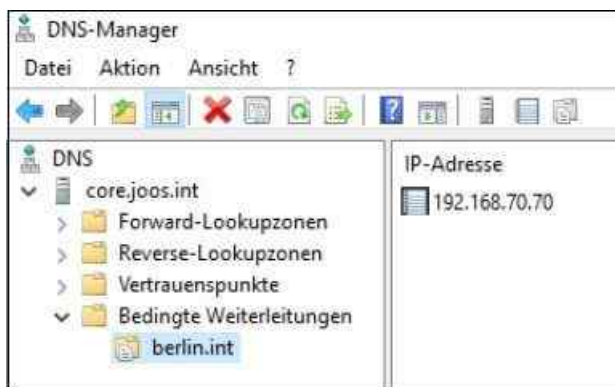 DNS-Manager
Datei Aktion Ansicht ?
DNS
core.joos.int
Forward-Lookupzonen
Reverse-Lookupzonen
Vertrauenspunkte
Bedingte Weiterleitungen
berlin.int
IP-Adresse
192.168.70.70